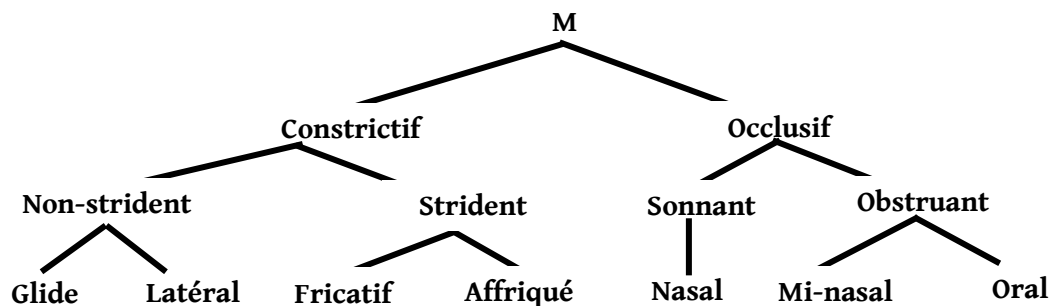 M
Constrictif Occlusif
Non-strident Strident Sonnant Obstruant
Glide Latéral Fricatif Affriqué Nasal Mi-nasal Oral